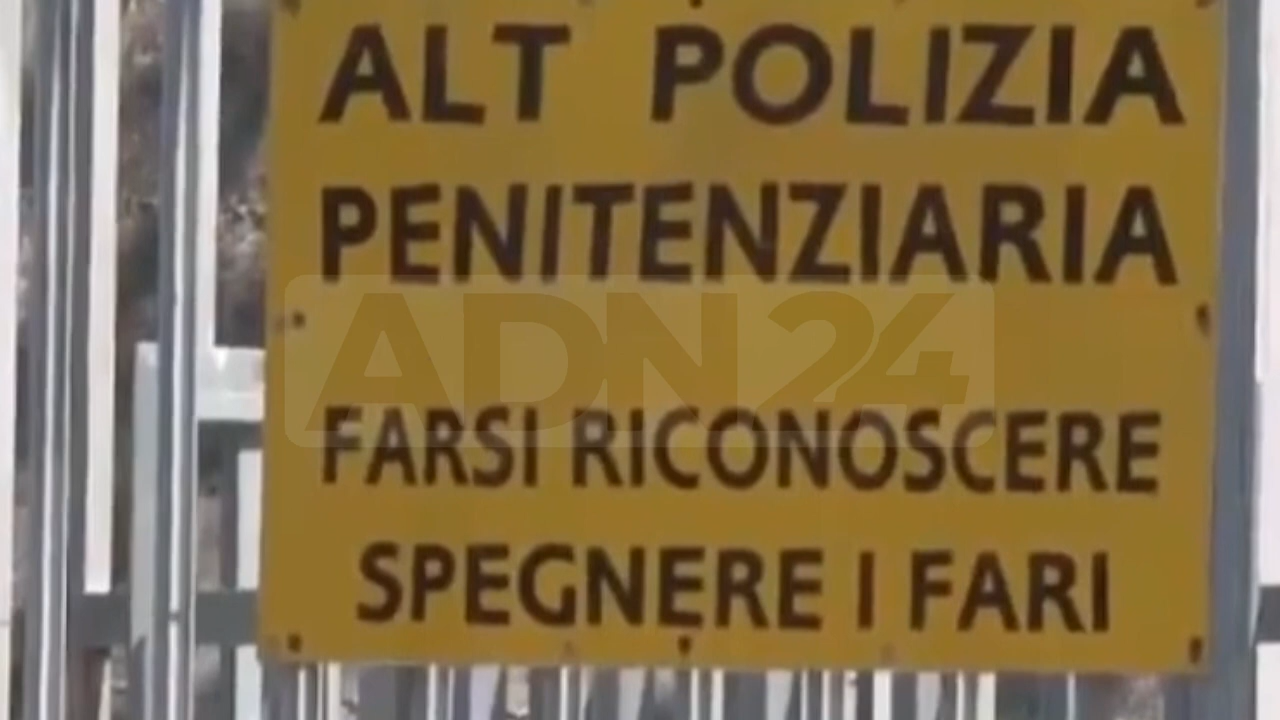 ALT POLIZIA
PENITENZIARIA
ADN24
FARSI RICONOSCERE
SPEGNERE I FARI